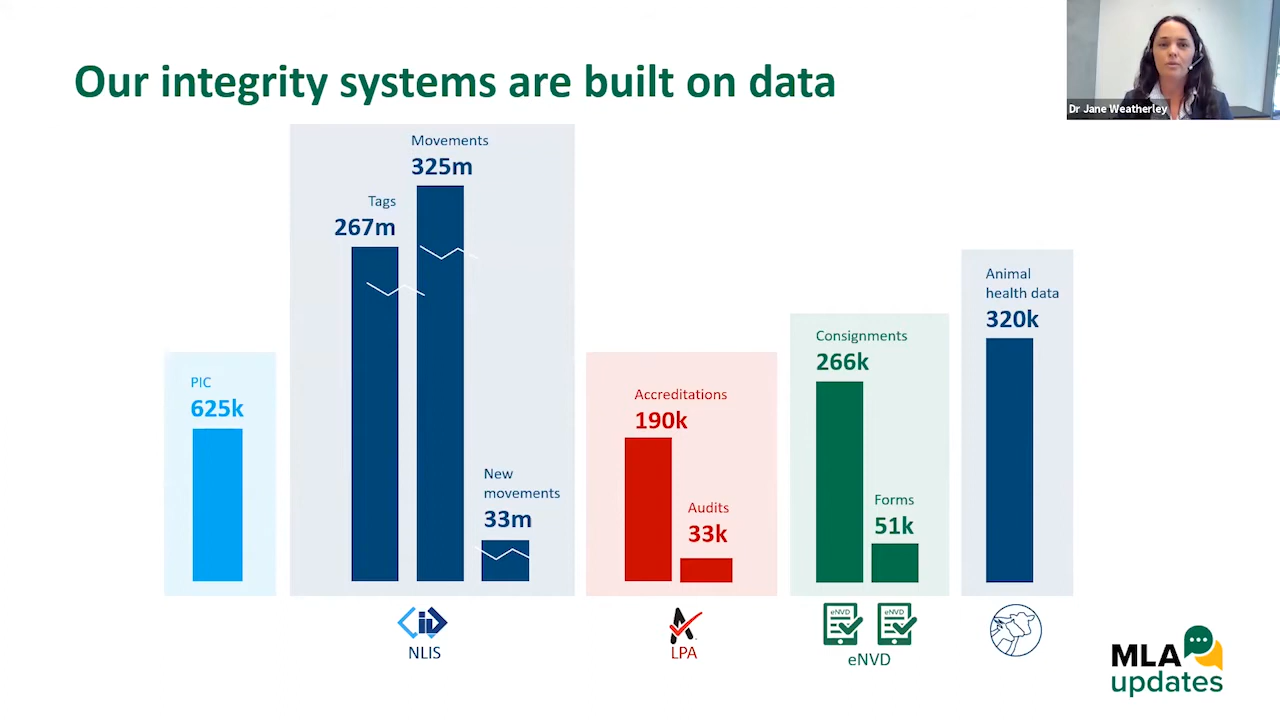 Our integrity systems are built on data
Dr Jane Weatherley
PIC
625k
Tags
267m
Movements
325m
New
movements
33m
NLIS
Accreditations
190k
Audits
33k
LPA
Consignments
266k
Forms
51k
eNVD
eNVD
eNVD
Animal
health data
320k
MLA
updates